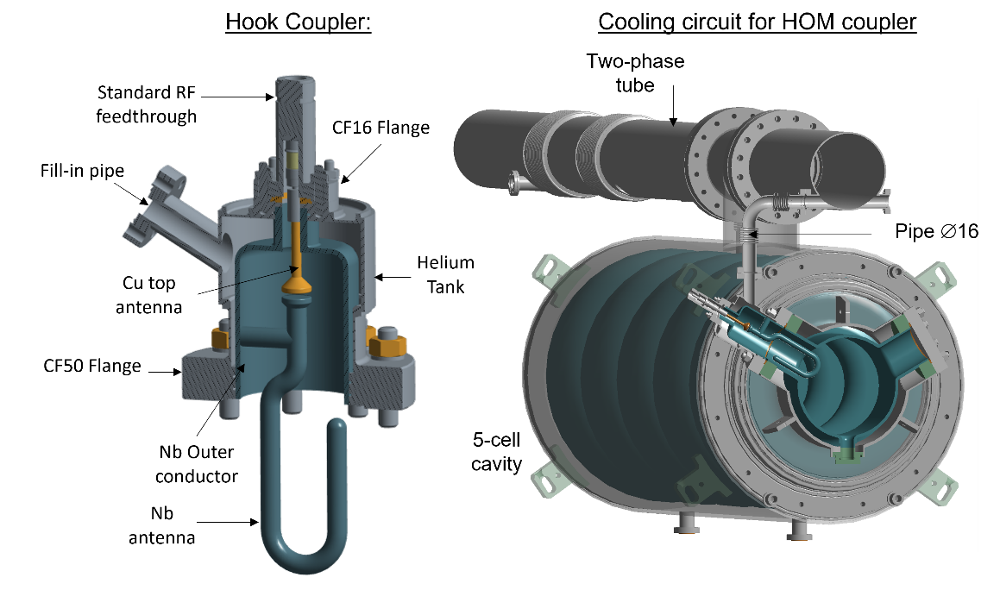 Hook Coupler:
Standard RF
feedthrough
CF16 Flange
Fill-in pipe
Cu top
antenna
Helium
Tank
CF50 Flange
Nb Outer
conductor
Nb
antenna
Cooling circuit for HOM coupler
Two-phase
tube
Pipe ∅16
5-cell
cavity